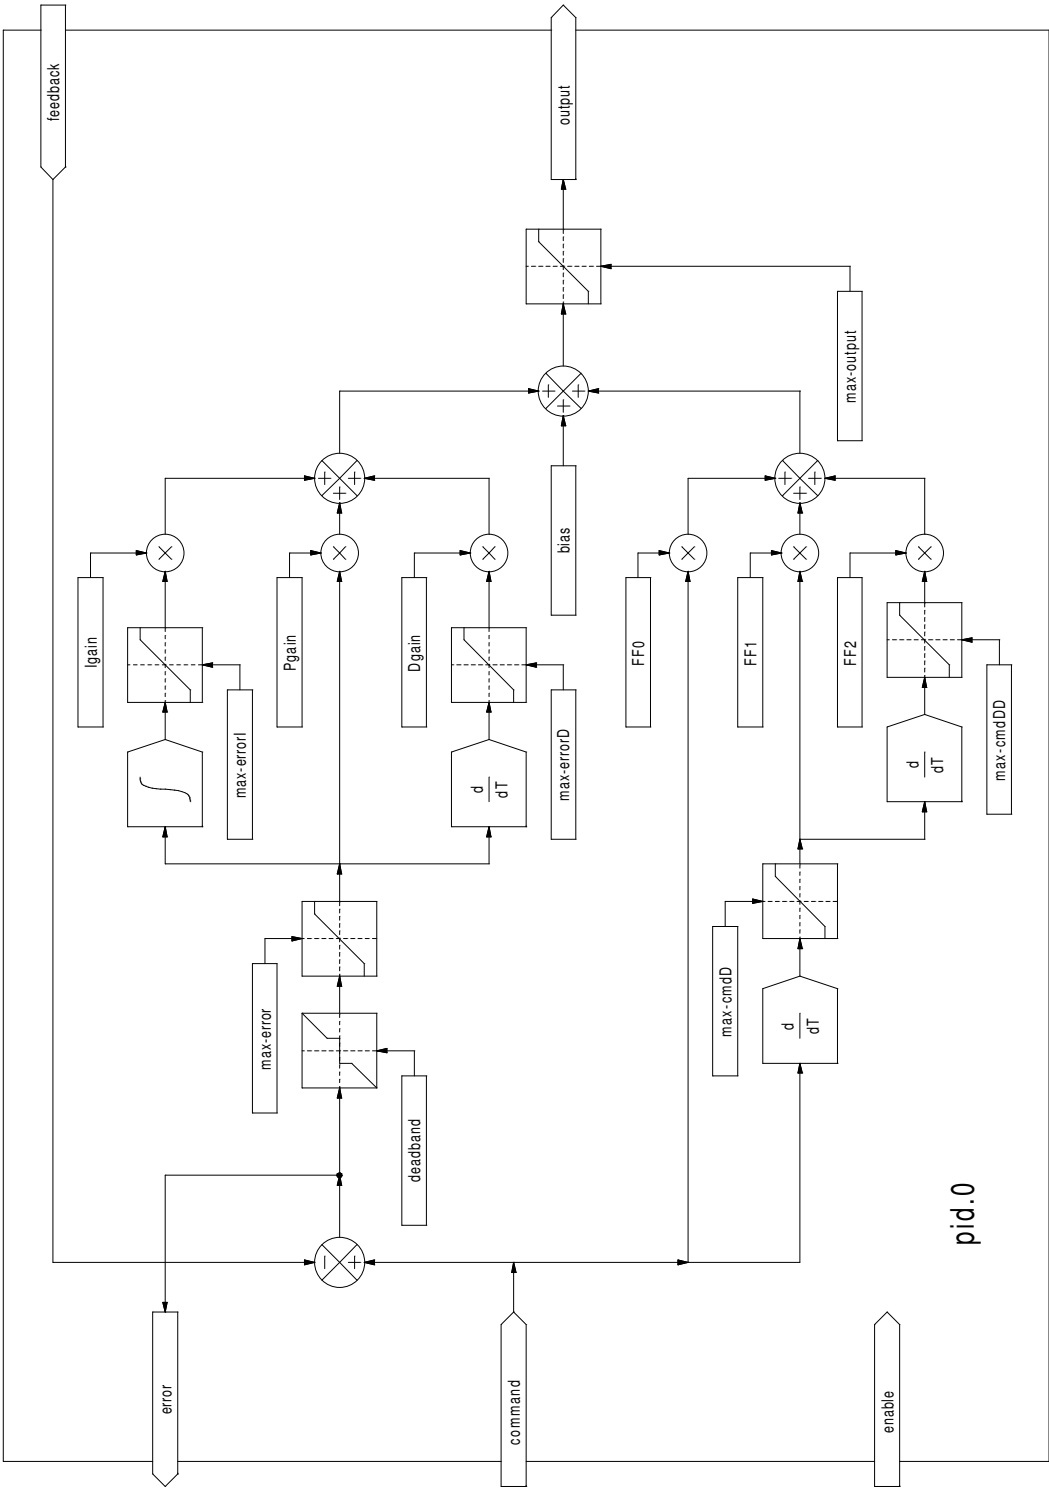 feedback
output
max-output
Igain
Pgain
Dgain
bias
FF0
FF1
FF2
max-errorI
max-errorD
max-cmdDD
∫
d
dT
d
dT
max-error
max-cmdD
d
dT
deadband
pid.0
error
command
enable
+
+
+
+
+
+
+
+
+
×
×
×
×
×
×
−
+